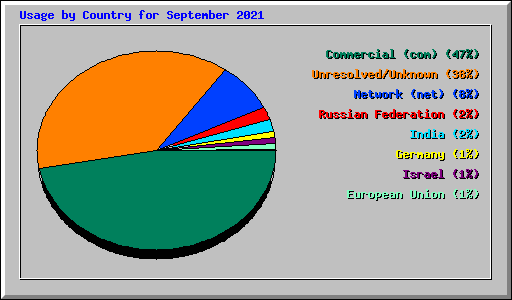 Usage by Country for September 2021
Commercial (com) (47%)
Unresolved/Unknown (38%)
Network (net) (8%)
Russian Federation (2%)
India (2%)
Germany (1%)
Israel (1%)
European Union (1%)